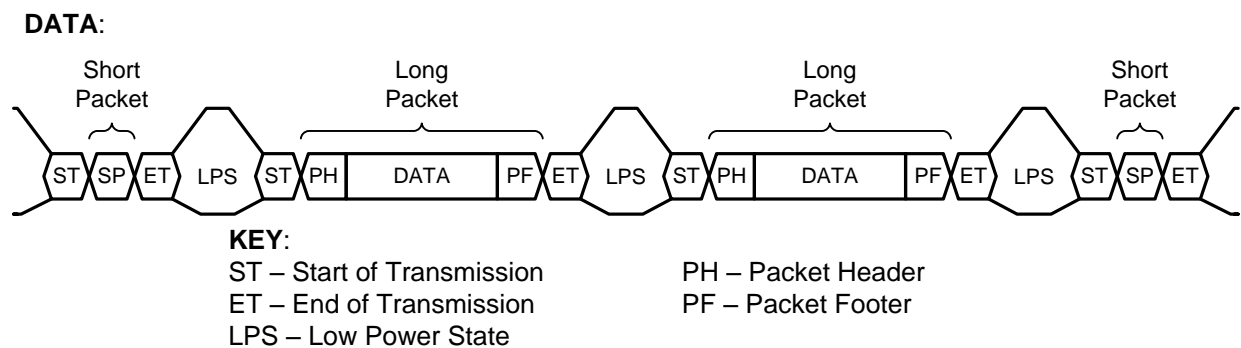 DATA:
Short Packet
Long Packet
Long Packet
Short Packet
ST SP ET LPS ST PH DATA PF ET LPS ST PH DATA PF ET LPS ST SP ET
KEY:
ST – Start of Transmission
ET – End of Transmission
LPS – Low Power State
PH – Packet Header
PF – Packet Footer